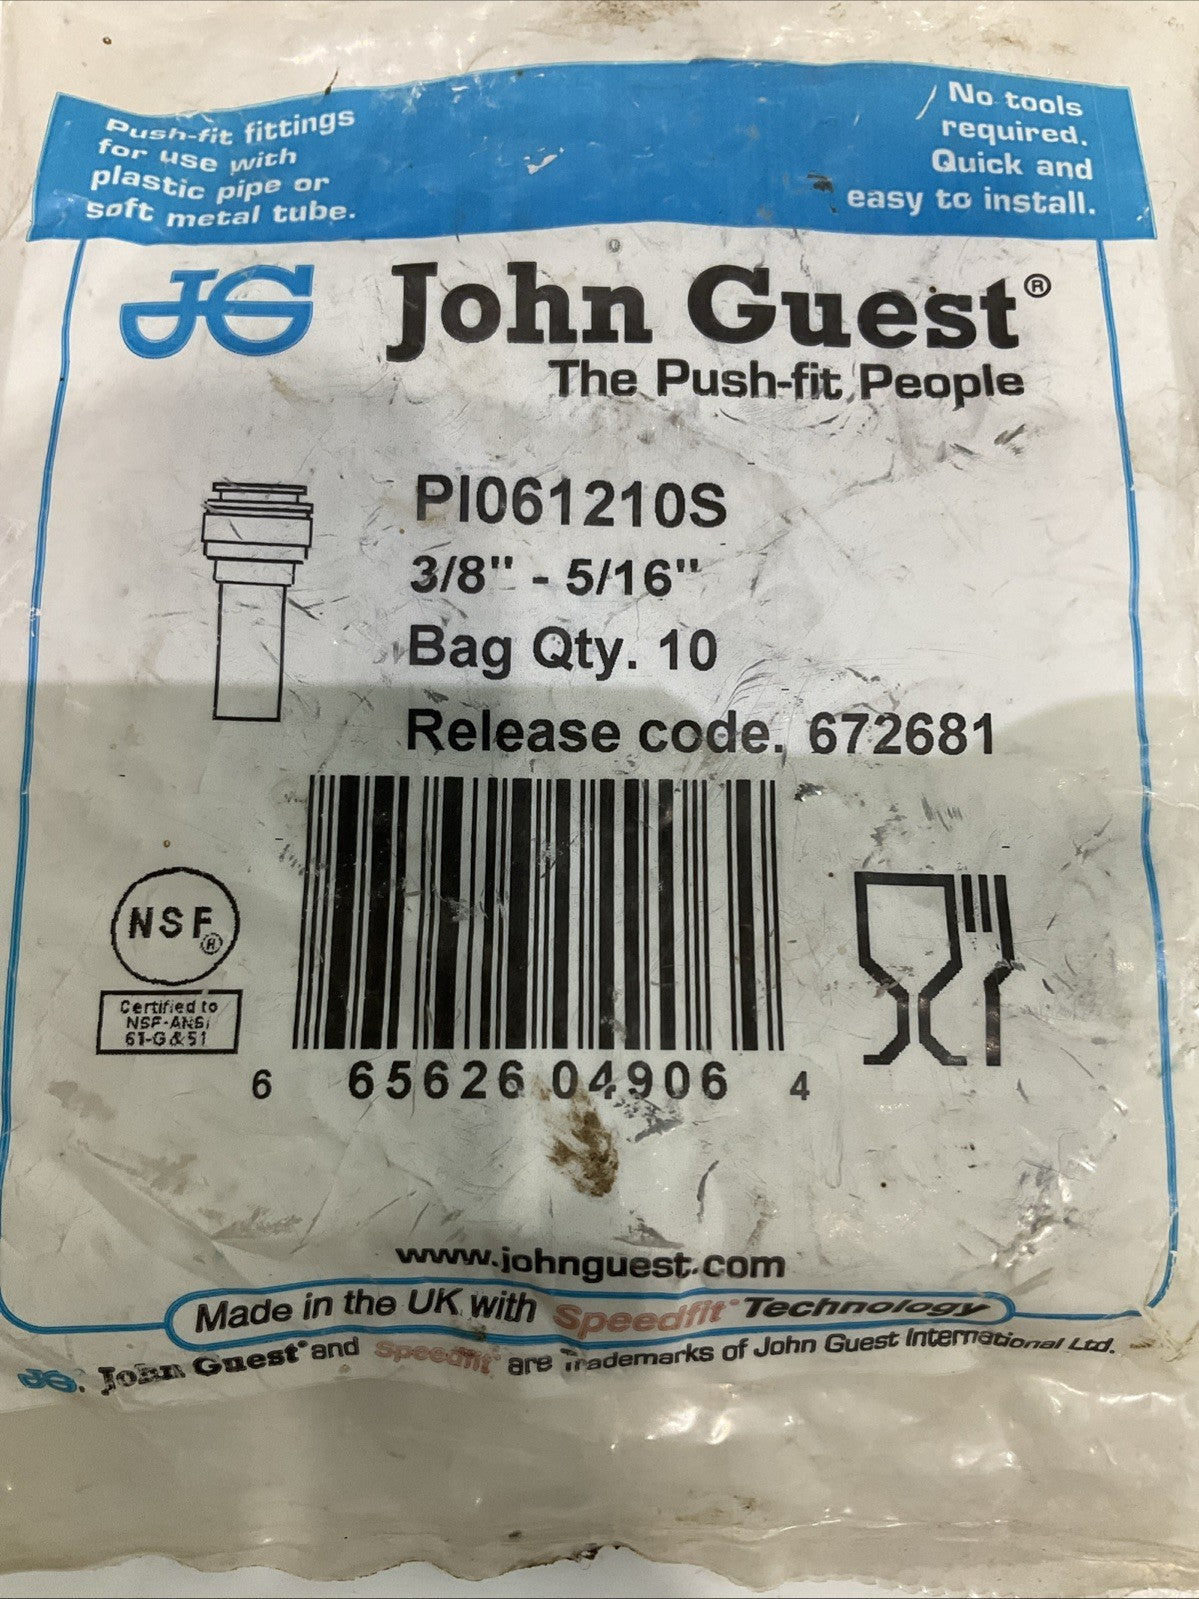 Push-fit fittings
for use with
plastic pipe or
soft metal tube.
No tools
required.
Quick and
easy to install.
JG John Guest®
The Push-fit People
PI061210S
3/8" - 5/16"
Bag Qty. 10
Release code. 672681
NSF®
Certified to
NSF-ANSI
61-G & 51
6 65626 04906 4
www.johnguest.com
Made in the UK with Speedfit® Technology
JG. John Guest® and Speedfit® are Trademarks of John Guest International Ltd.